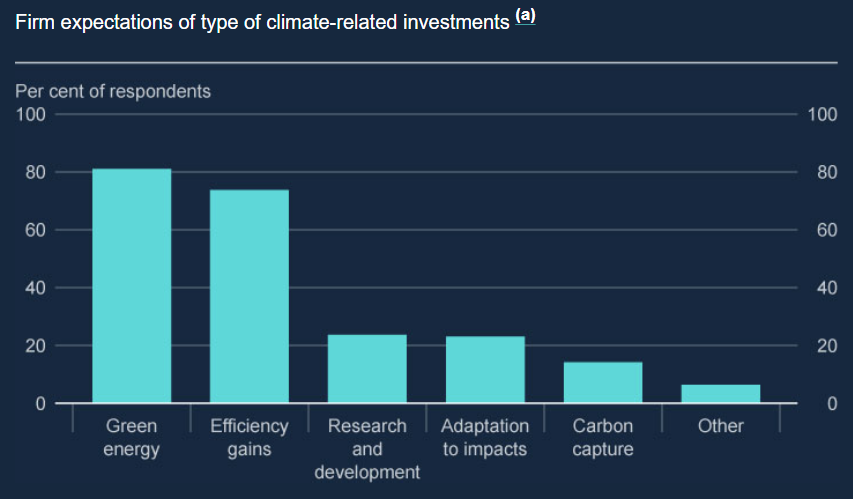 Firm expectations of type of climate-related investments (a)
Per cent of respondents
100 100
80 80
60 60
40 40
20 20
0 0
Green energy
Efficiency gains
Research and development
Adaptation to impacts
Carbon capture
Other